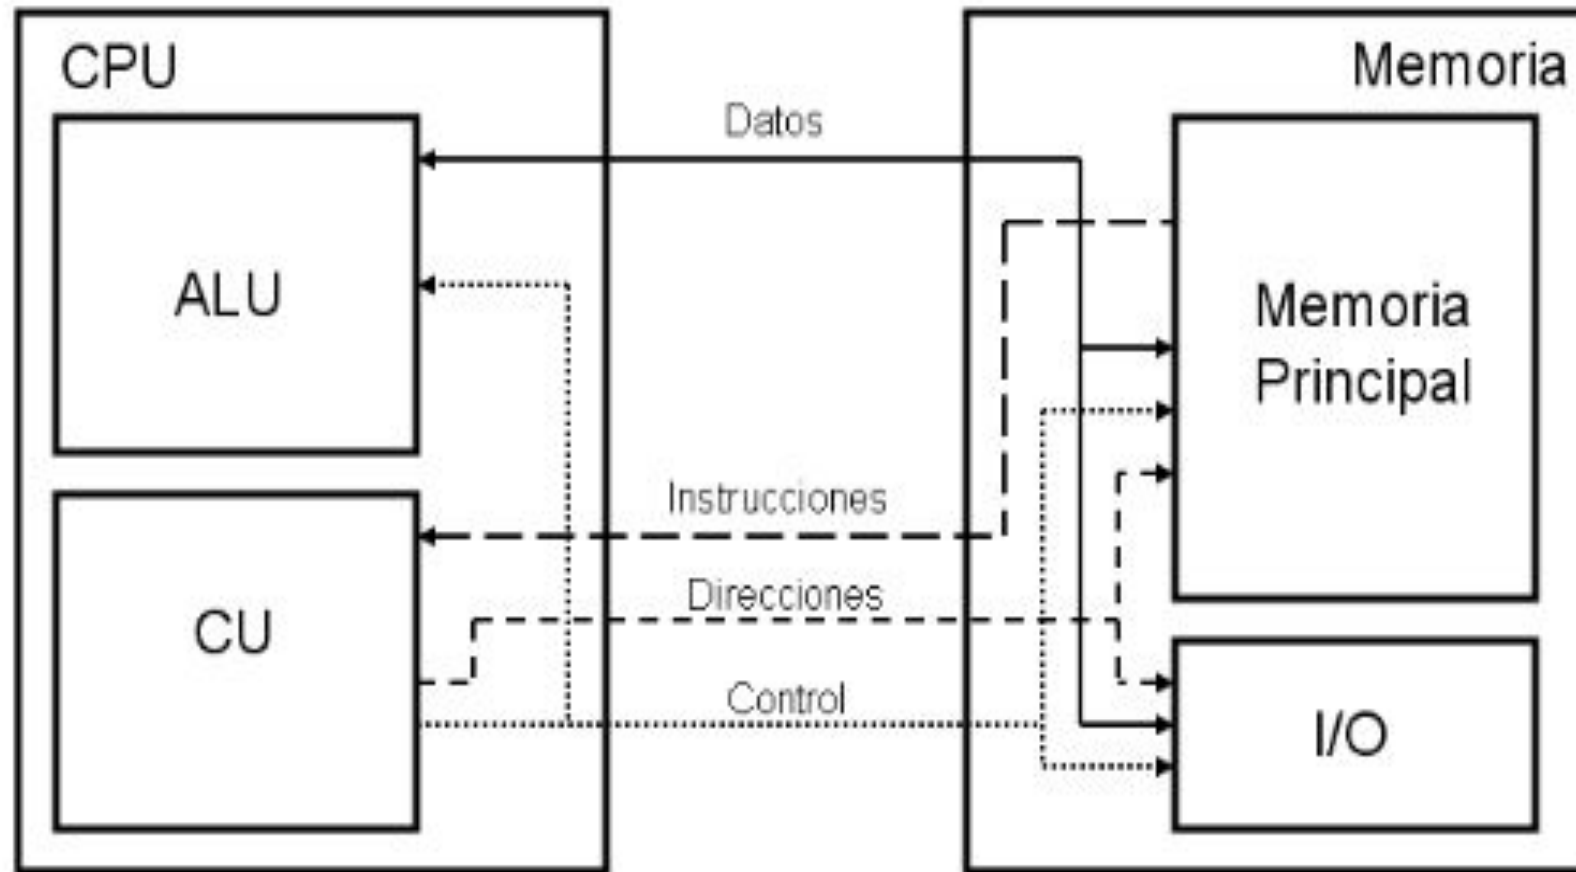 CPU
Memoria
Datos
ALU
Memoria
Principal
Instrucciones
Direcciones
CU
Control
I/O